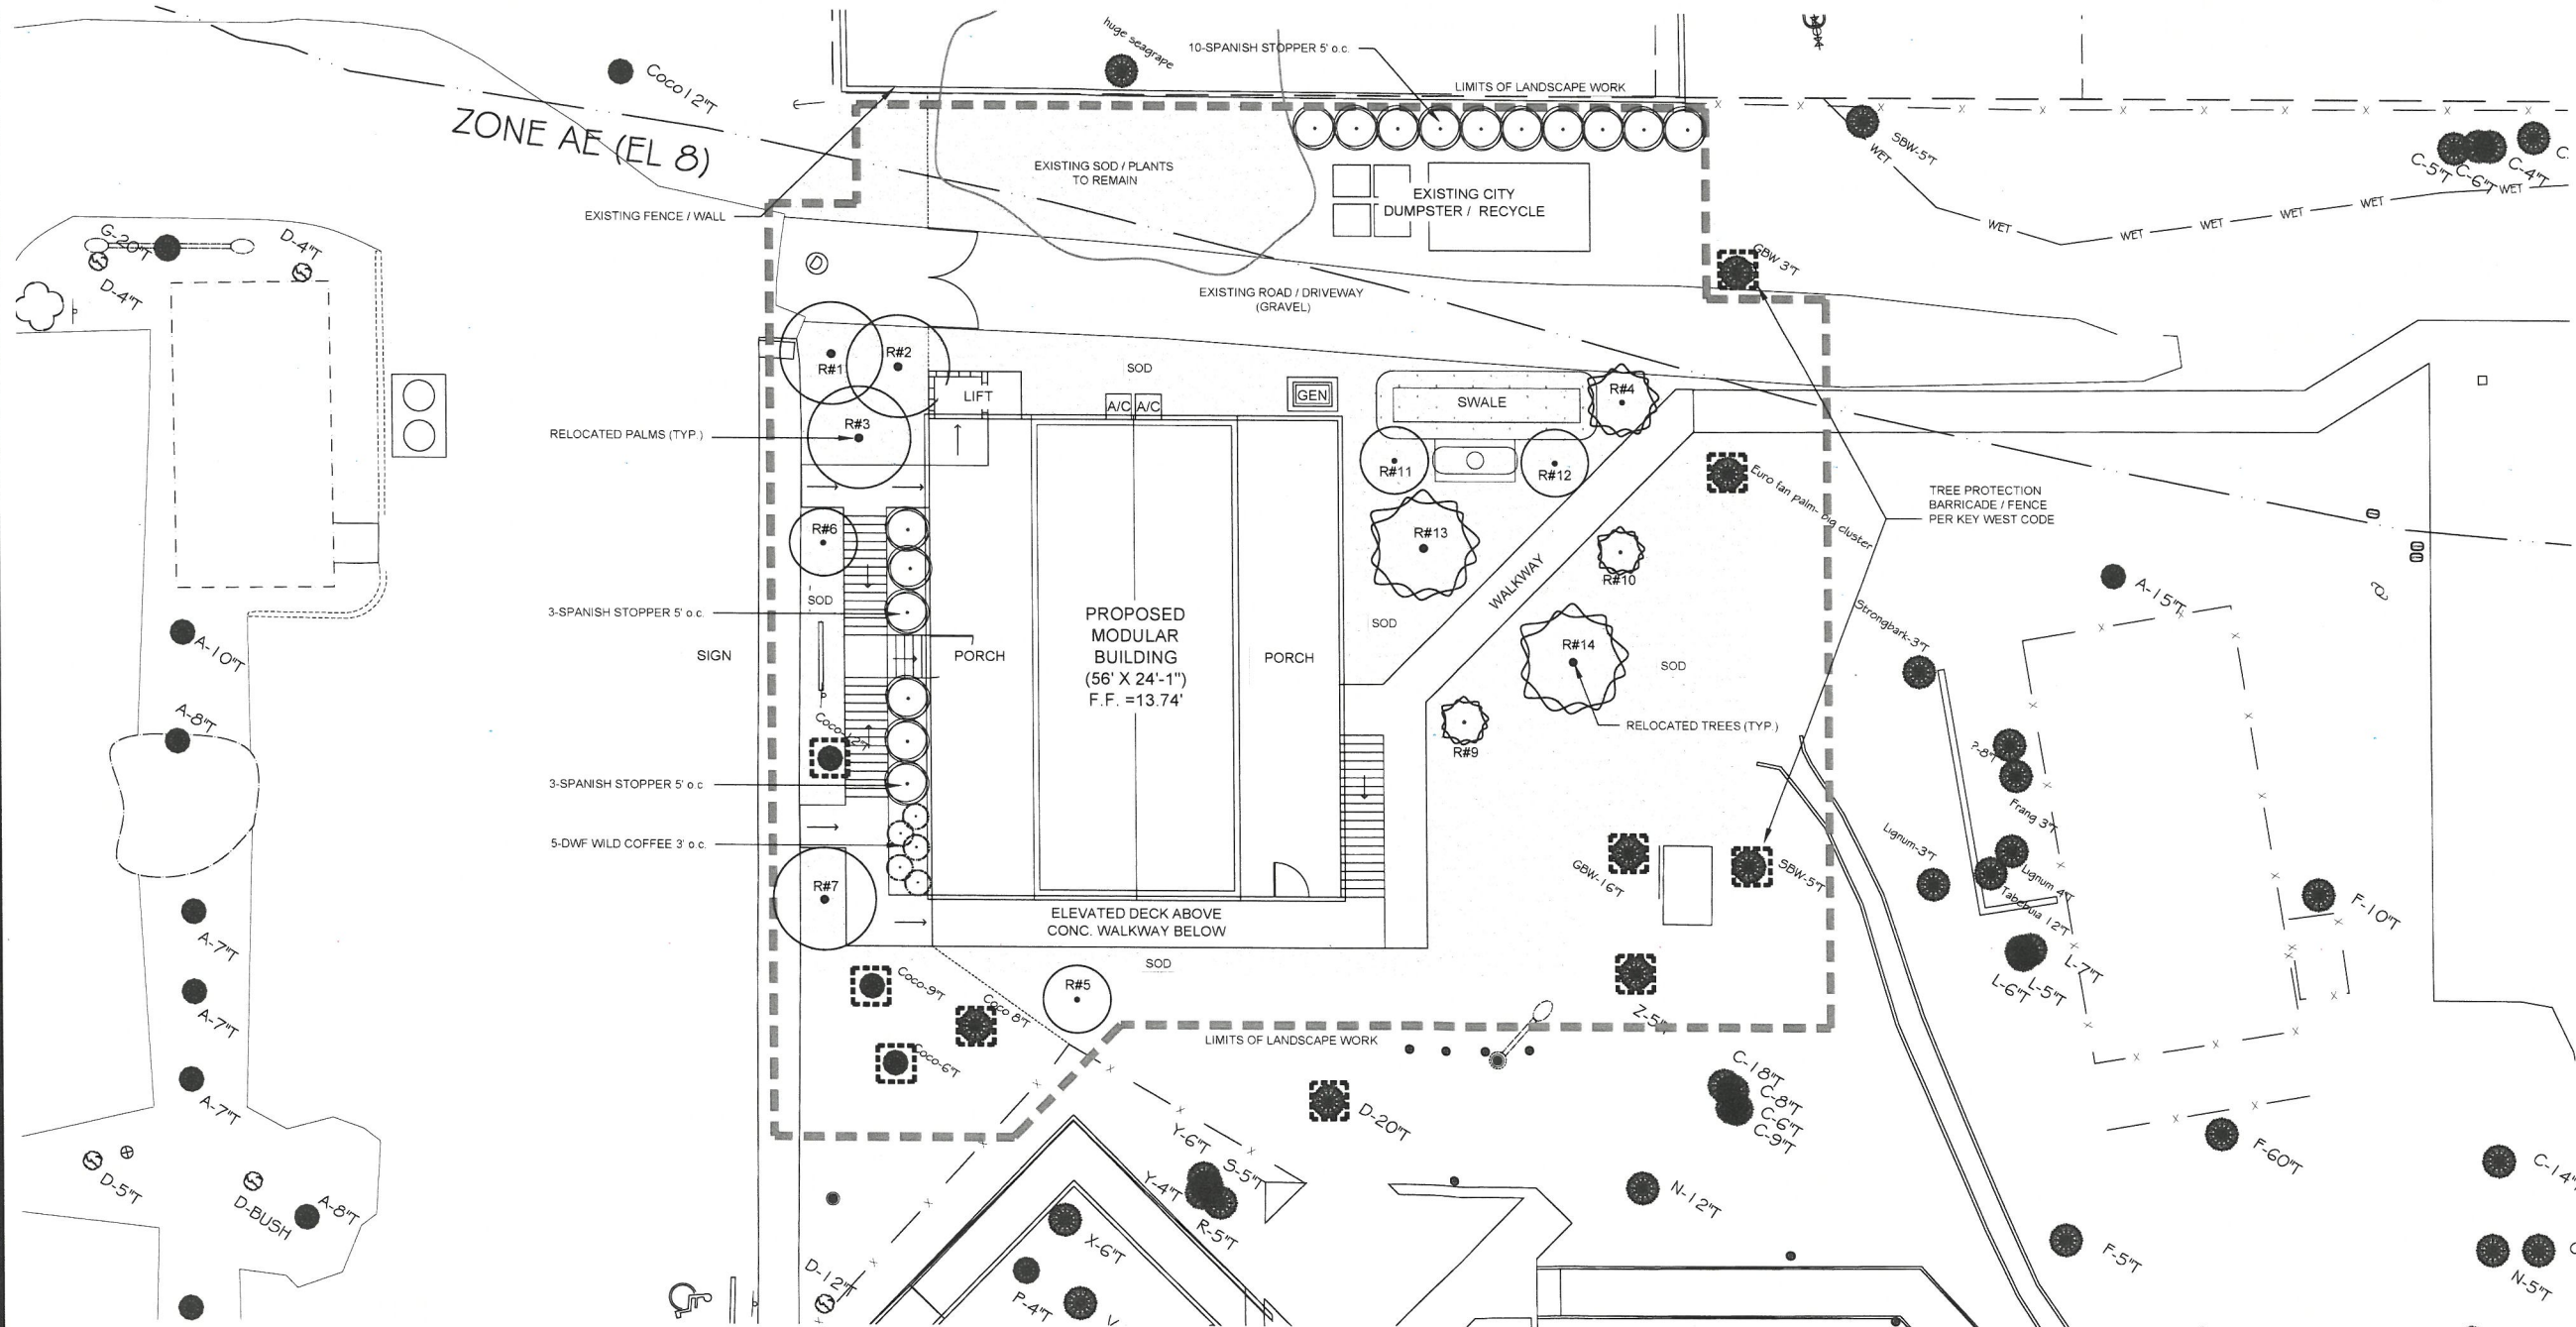 huge seagrape
10-SPANISH STOPPER 5' o.c.
Coco12"T
LIMITS OF LANDSCAPE WORK
ZONE AE (EL 8)
SBW-5"T
C-5"T
C-6"T
C-4"T
EXISTING SOD / PLANTS
TO REMAIN
EXISTING CITY
DUMPSTER / RECYCLE
EXISTING FENCE / WALL
WET
WET
WET
WET
WET
WET
WET
G-20"T
D-4"T
D-4"T
D
GBW 3"T
EXISTING ROAD / DRIVEWAY
(GRAVEL)
R#1
R#2
SOD
LIFT
A/C
A/C
GEN
SWALE
R#4
RELOCATED PALMS (TYP.)
R#3
R#11
R#12
Euro fan palm- big cluster
TREE PROTECTION
BARRICADE / FENCE
PER KEY WEST CODE
R#6
R#13
R#10
WALKWAY
A-15"T
SOD
3-SPANISH STOPPER 5' o.c.
Strongbark-3"T
A-10"T
SIGN
PORCH
PROPOSED
MODULAR
BUILDING
(56' X 24'-1")
F.F. =13.74'
PORCH
SOD
R#14
SOD
A-8"T
Coco-12"T
R#9
RELOCATED TREES (TYP.)
3-SPANISH STOPPER 5' o.c
Frang 3"T
5-DWF WILD COFFEE 3' o.c.
Lignum-3"T
Lignum 4"T
Tabebuia 12"T
GBW-16"T
SBW-5"T
F-10"T
R#7
ELEVATED DECK ABOVE
CONC. WALKWAY BELOW
A-7"T
SOD
L-7"T
L-5"T
L-6"T
Coco-9"T
Coco 8"T
R#5
Z-5"T
A-7"T
LIMITS OF LANDSCAPE WORK
Coco-6"T
C-18"T
C-8"T
C-6"T
C-9"T
A-7"T
D-20"T
Y-6"T
S-5"T
Y-4"T
R-5"T
F-60"T
D-5"T
D-BUSH
A-8"T
N-12"T
C-14"
X-6"T
F-5"T
D-12"T
P-4"T
N-5"T